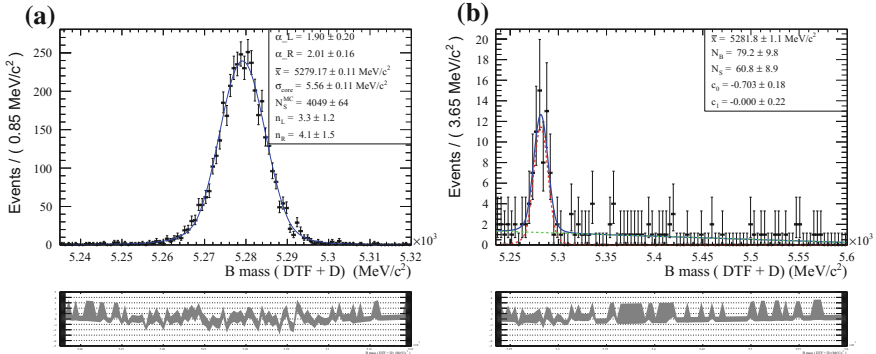 (a)
Events / ( 0.85 MeV/c²)
250
200
150
100
50
0
α_L = 1.90 ± 0.20
α_R = 2.01 ± 0.16
x̄ = 5279.17 ± 0.11 MeV/c²
σcore = 5.56 ± 0.11 MeV/c²
N_S^MC = 4049 ± 64
n_L = 3.3 ± 1.2
n_R = 4.1 ± 1.5
5.24 5.25 5.26 5.27 5.28 5.29 5.3 5.31 5.32
×10³
B mass ( DTF + D) (MeV/c²)
(b)
Events / ( 3.65 MeV/c²)
20
18
16
14
12
10
8
6
4
2
0
x̄ = 5281.8 ± 1.1 MeV/c²
N_B = 79.2 ± 9.8
N_S = 60.8 ± 8.9
c_0 = -0.703 ± 0.18
c_1 = -0.000 ± 0.22
5.25 5.3 5.35 5.4 5.45 5.5 5.55 5.6
×10³
B mass ( DTF + D) (MeV/c²)